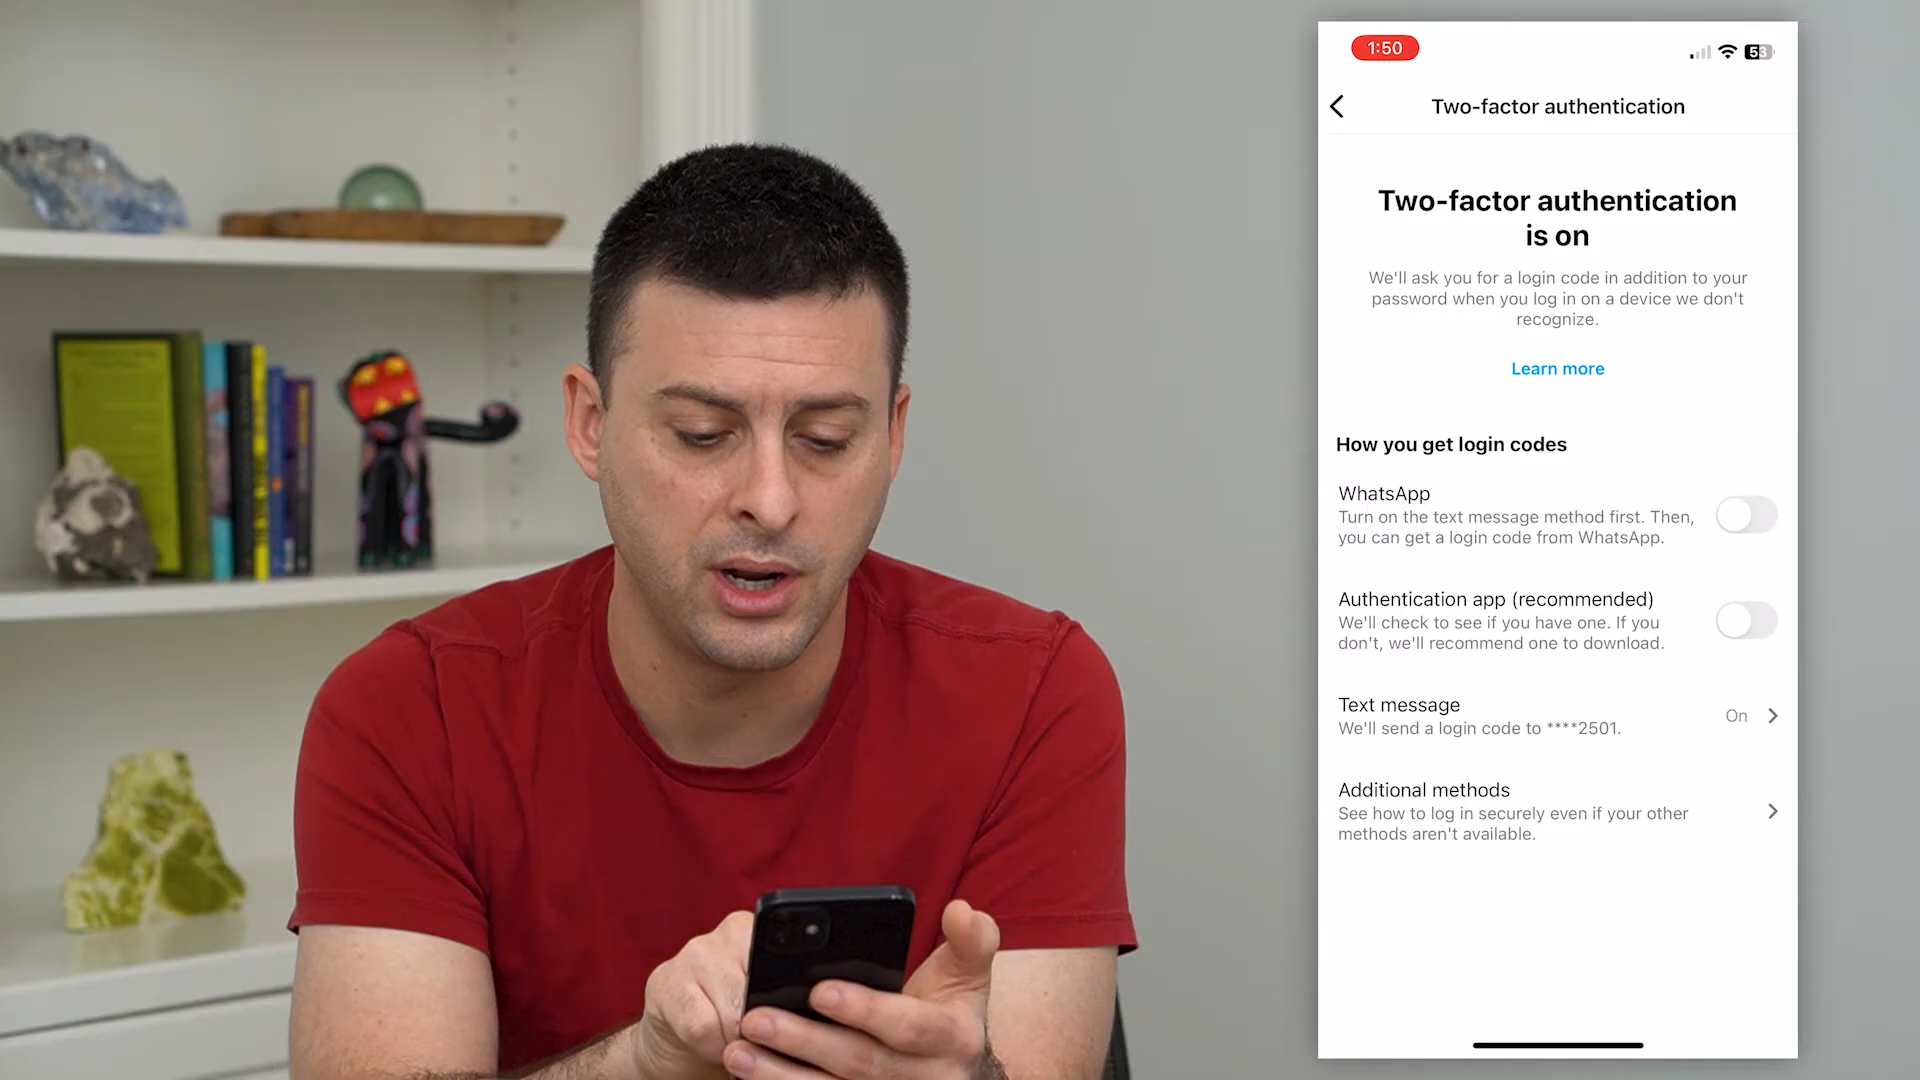 1:50
53
Two-factor authentication
Two-factor authentication
is on
We'll ask you for a login code in addition to your
password when you log in on a device we don't
recognize.
Learn more
How you get login codes
WhatsApp
Turn on the text message method first. Then,
you can get a login code from WhatsApp.
Authentication app (recommended)
We'll check to see if you have one. If you
don't, we'll recommend one to download.
Text message
We'll send a login code to ****2501.
On
Additional methods
See how to log in securely even if your other
methods aren't available.